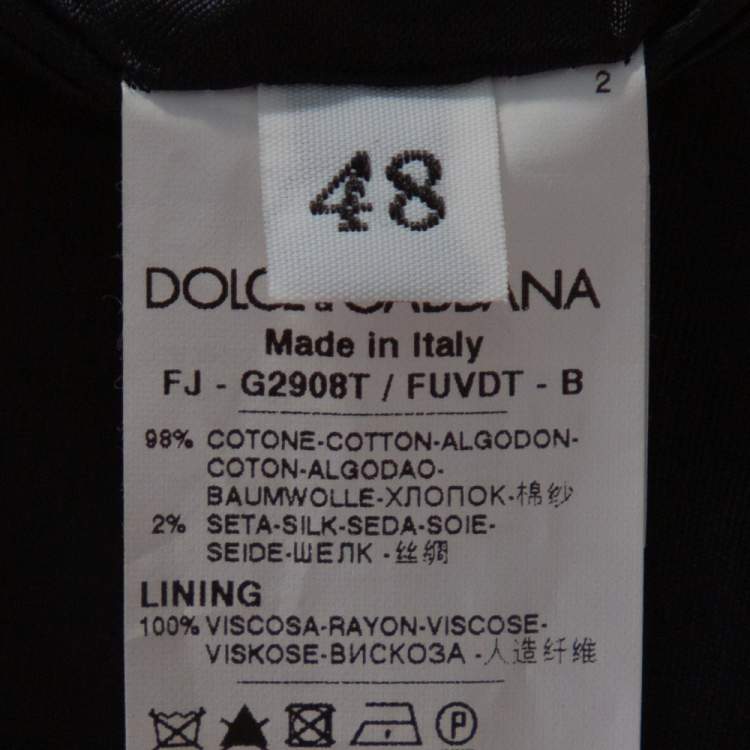 2
48
DOLCE & GABBANA
Made in Italy
FJ - G2908T / FUVDT - B
98% COTONE-COTTON-ALGODON-
COTON-ALGODAO-
BAUMWOLLE-ХЛОПОК-棉纱
2% SETA-SILK-SEDA-SOIE-
SEIDE-ШЕЛК -丝绸
LINING
100% VISCOSA-RAYON-VISCOSE-
VISKOSE-ВИСКОЗА -人造纤维
P